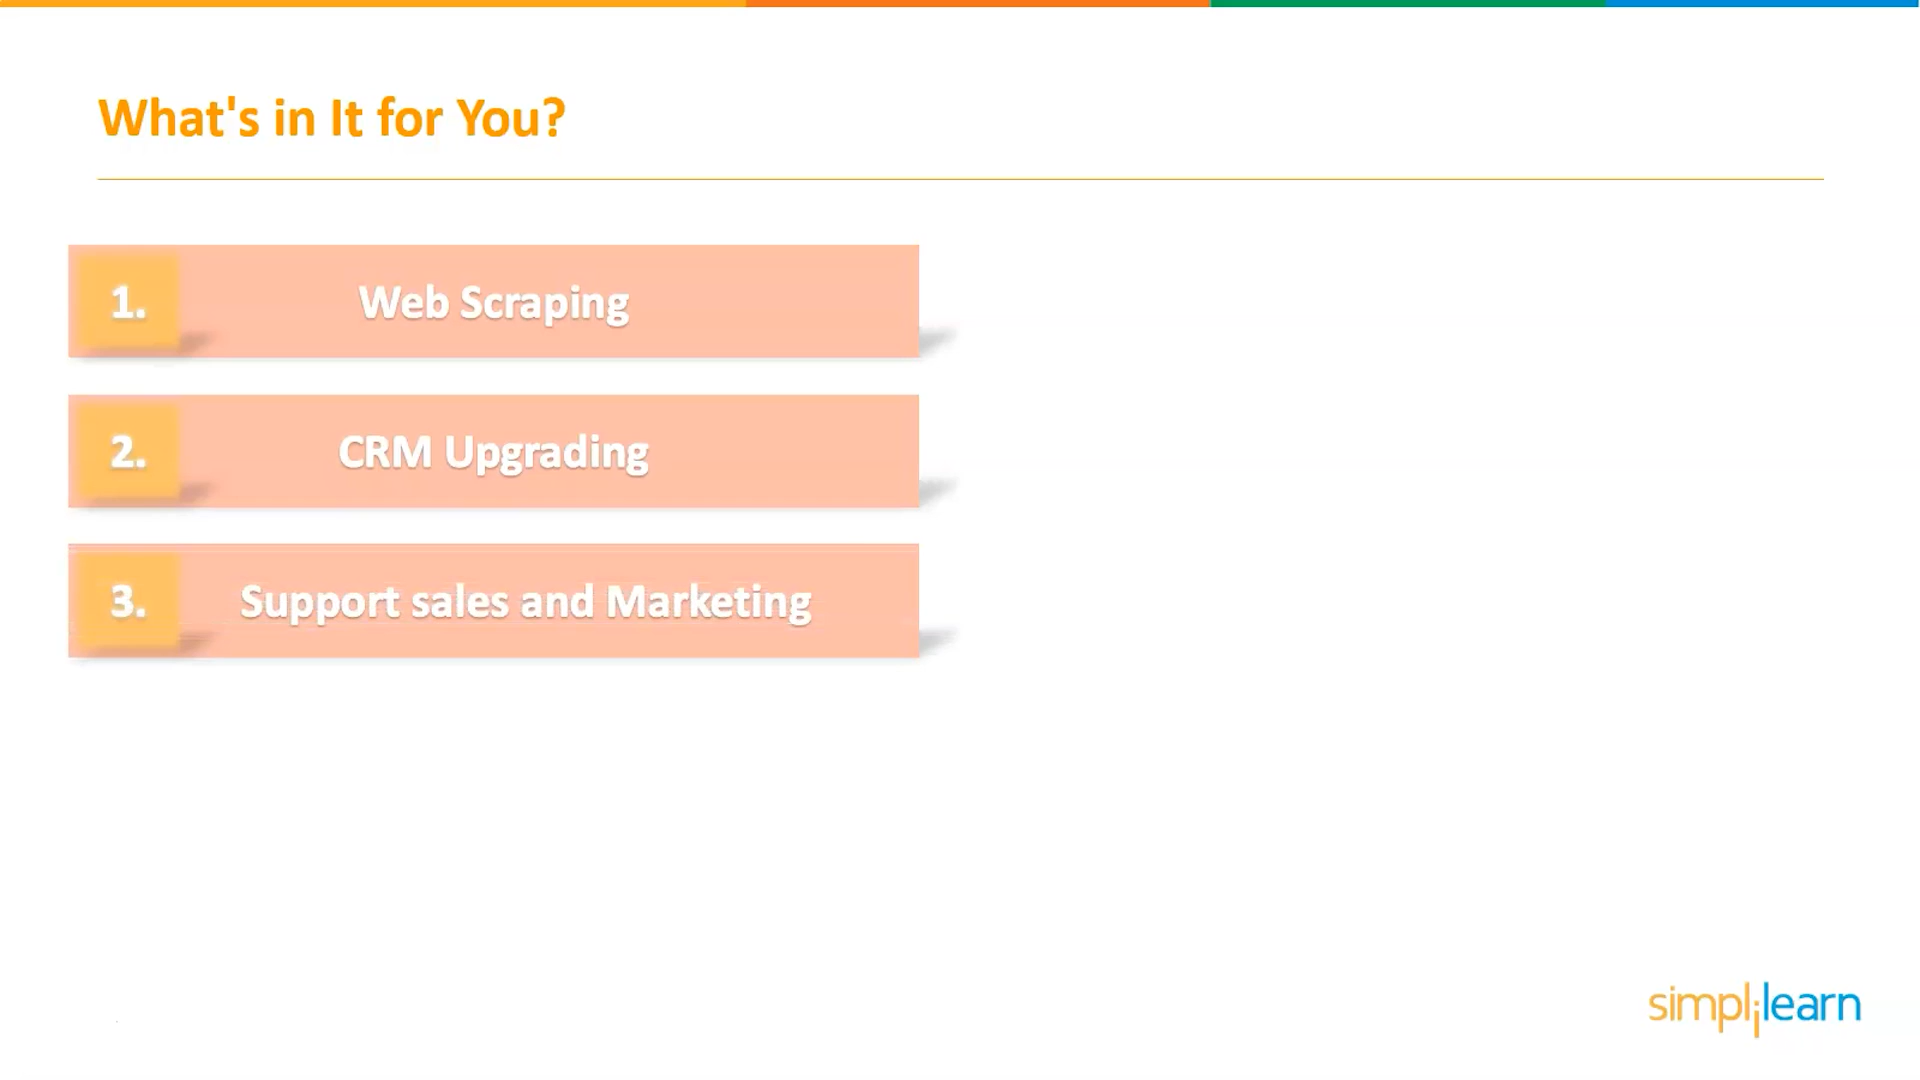 What's in It for You?
1. Web Scraping
2. CRM Upgrading
3. Support sales and Marketing
simplilearn